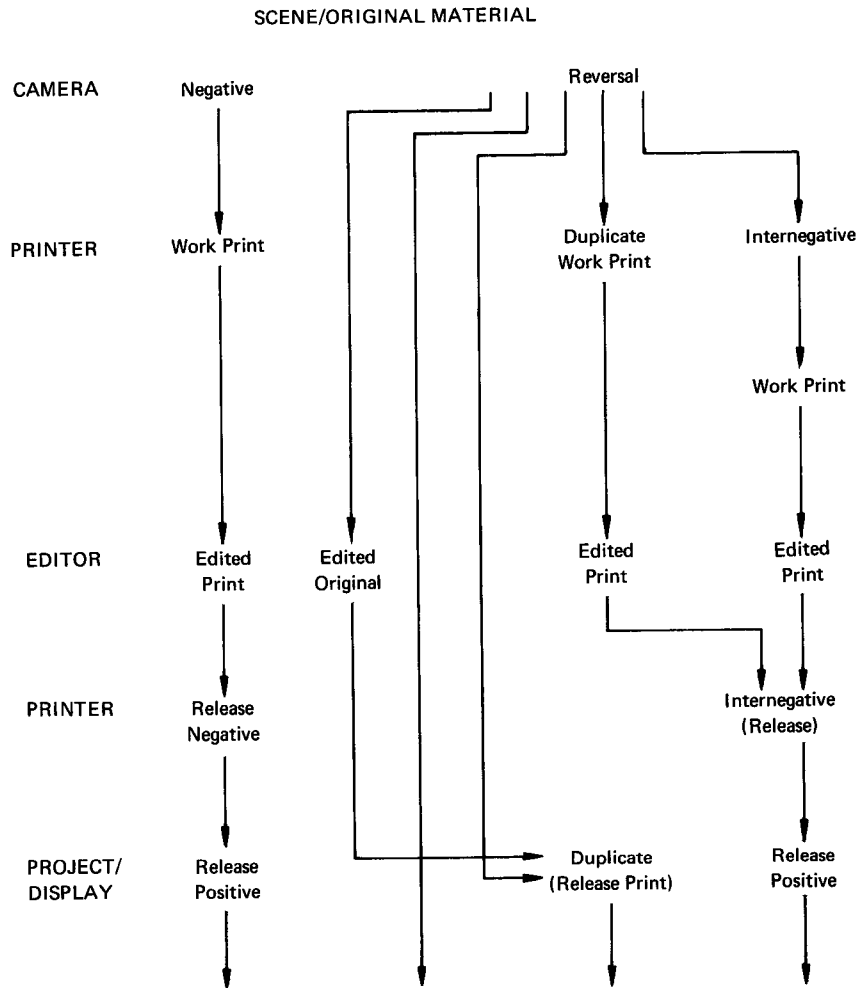 SCENE/ORIGINAL MATERIAL
CAMERA Negative Reversal
PRINTER Work Print Duplicate Internegative
Work Print
Work Print
EDITOR Edited Edited Edited Edited
Print Original Print Print
PRINTER Release Internegative
Negative (Release)
PROJECT/ Release Duplicate Release
DISPLAY Positive (Release Print) Positive